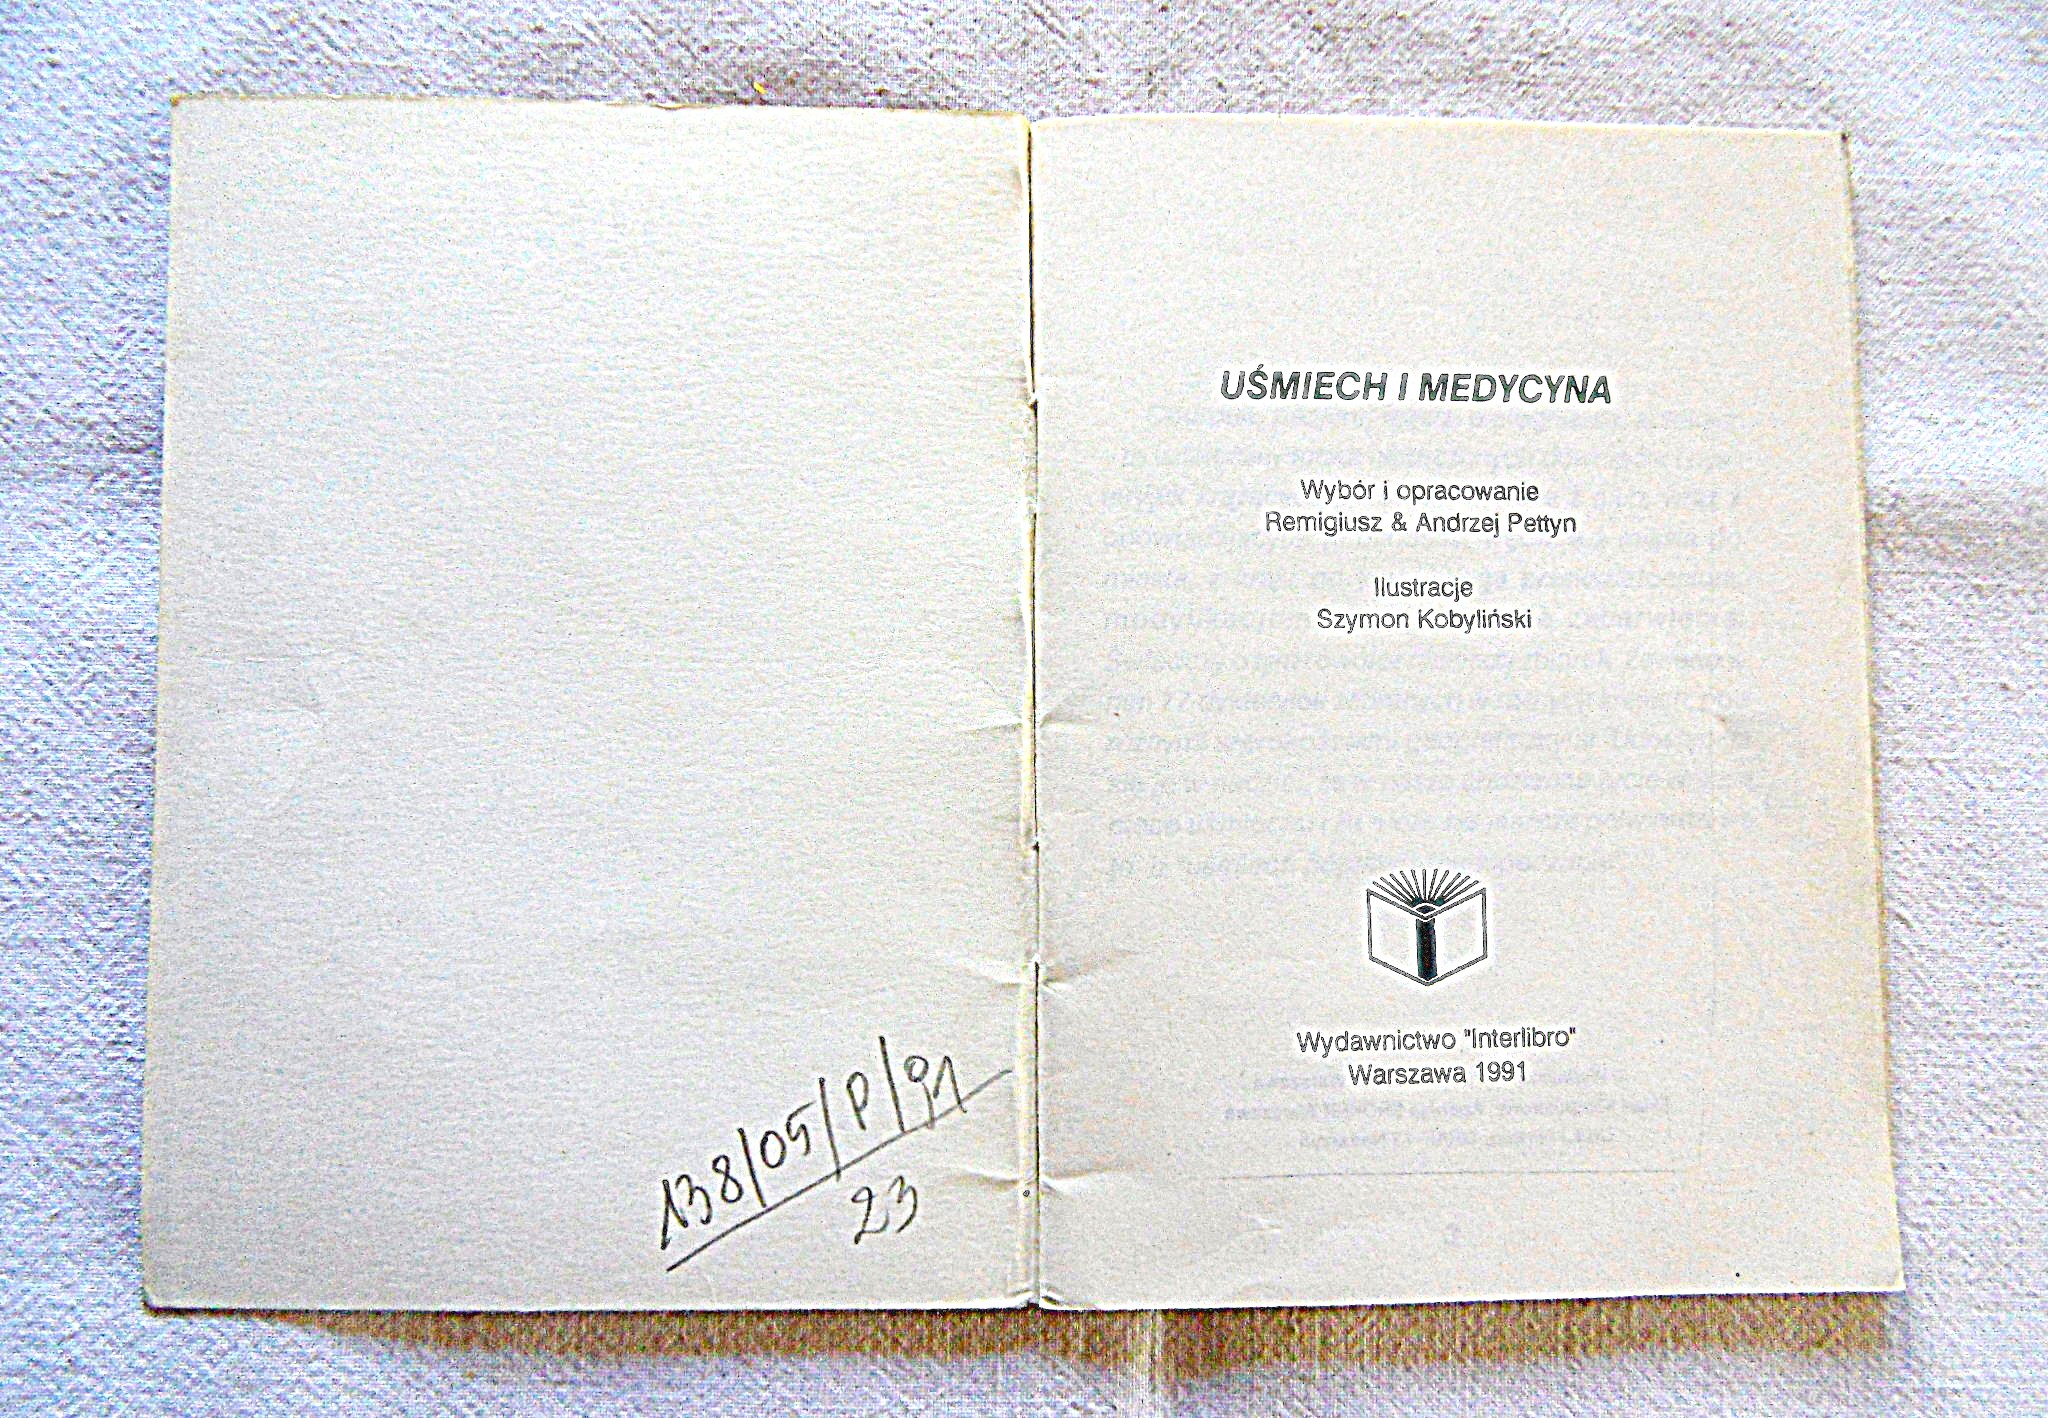 138/05/P/91
23
UŚMIECH I MEDYCYNA
Wybór i opracowanie
Remigiusz & Andrzej Pettyn
Ilustracje
Szymon Kobyliński
Wydawnictwo "Interlibro"
Warszawa 1991